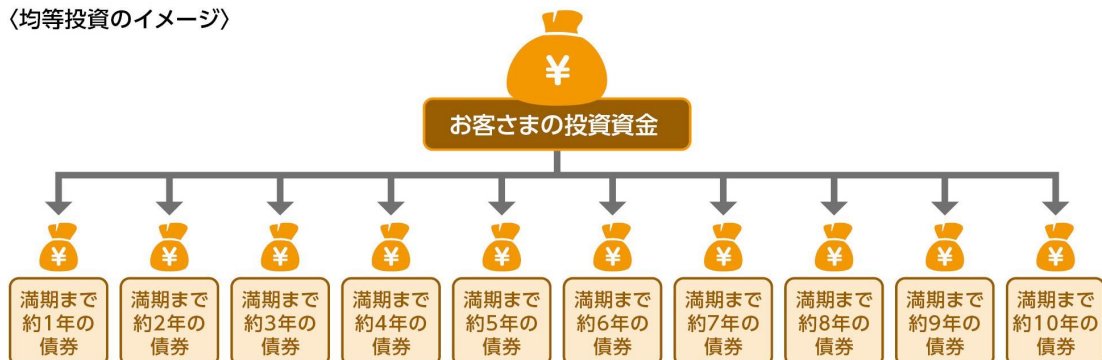 〈均等投資のイメージ〉
¥
お客さまの投資資金
¥ ¥ ¥ ¥ ¥ ¥ ¥ ¥ ¥ ¥
満期まで
約1年の
債券
満期まで
約2年の
債券
満期まで
約3年の
債券
満期まで
約4年の
債券
満期まで
約5年の
債券
満期まで
約6年の
債券
満期まで
約7年の
債券
満期まで
約8年の
債券
満期まで
約9年の
債券
満期まで
約10年の
債券